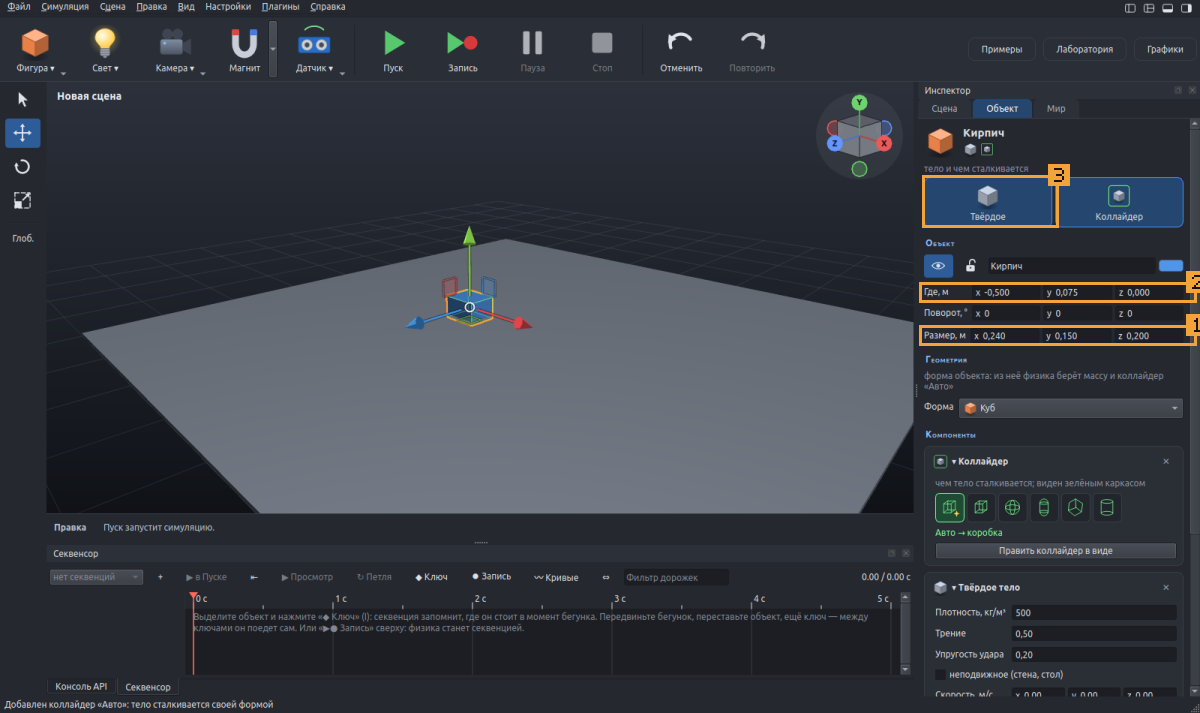 Файл Симуляция Сцена Правка Вид Настройки Плагины Справка
Фигура ▾ Свет ▾ Камера ▾ Магнит Датчик ▾ Пуск Запись Пауза Стоп Отменить Повторить Примеры Лаборатория Графики
Новая сцена
Y
Z
X
Глоб.
Инспектор
Сцена Объект Мир
Кирпич
тело и чем сталкивается
3
Твёрдое Коллайдер
Объект
Кирпич
2
Где, м x -0,500 y 0,075 z 0,000
Поворот, ° x 0 y 0 z 0
1
Размер, м x 0,240 y 0,150 z 0,200
Геометрия
форма объекта: из неё физика берёт массу и коллайдер
«Авто»
Форма Куб
Компоненты
▾ Коллайдер ×
чем тело сталкивается; виден зелёным каркасом
Авто → коробка
Править коллайдер в виде
▾ Твёрдое тело ×
Плотность, кг/м³ 500
Трение 0,50
Упругость удара 0,20
неподвижное (стена, стол)
Скорость, м/с x 0,00 y 0,00 z 0,00
Правка Пуск запустит симуляцию.
Секвенсор
нет секвенций + ▶ в Пуске ⇤ ▶ Просмотр ↻ Петля ◆ Ключ ● Запись 〰 Кривые ⇔ Фильтр дорожек 0.00 / 0.00 с
0 с 1 с 2 с 3 с 4 с 5 с
Выделите объект и нажмите «◆ Ключ» (I): секвенция запомнит, где он стоит в момент бегунка. Передвиньте бегунок, переставьте объект, ещё ключ — между
ключами он поедет сам. Или «▶● Запись» сверху: физика станет секвенцией.
Консоль API Секвенсор
Добавлен коллайдер «Авто»: тело сталкивается своей формой